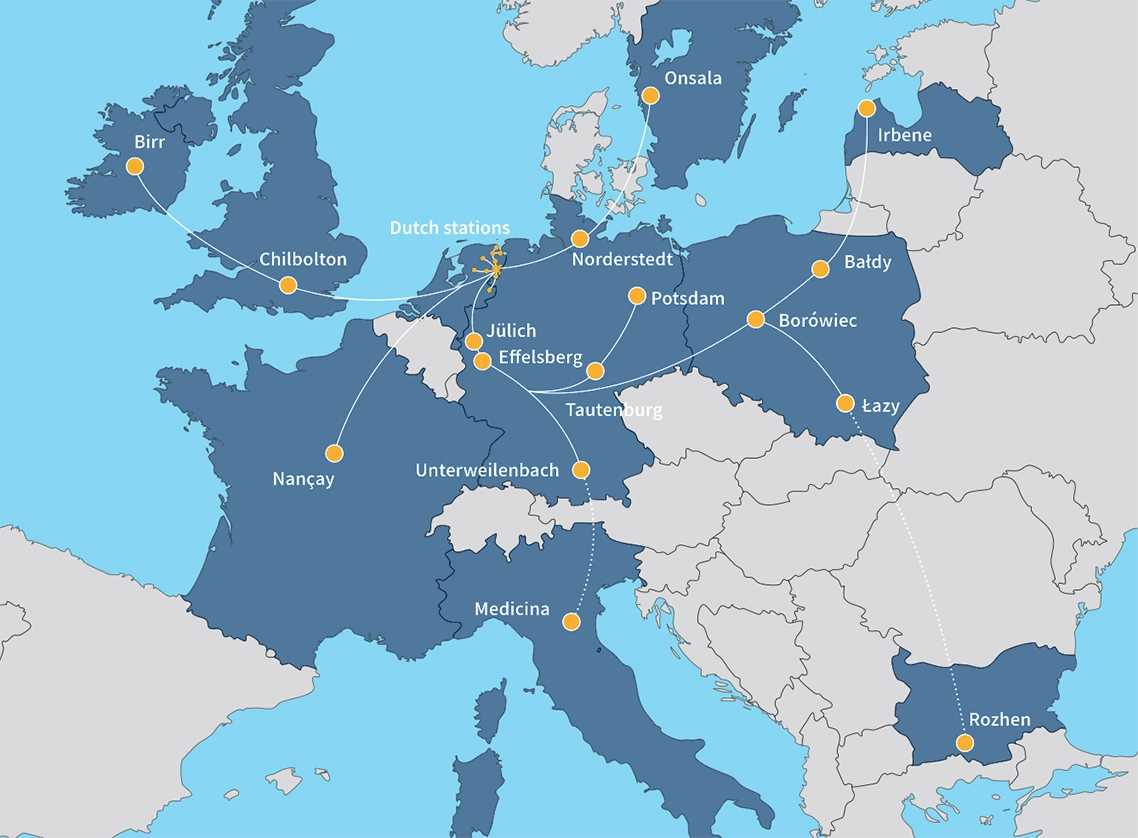 Onsala
Irbene
Birr
Dutch stations
Chilbolton
Norderstedt
Bałdy
Potsdam
Borówiec
Jülich
Effelsberg
Tautenburg
Łazy
Unterweilenbach
Nançay
Medicina
Rozhen